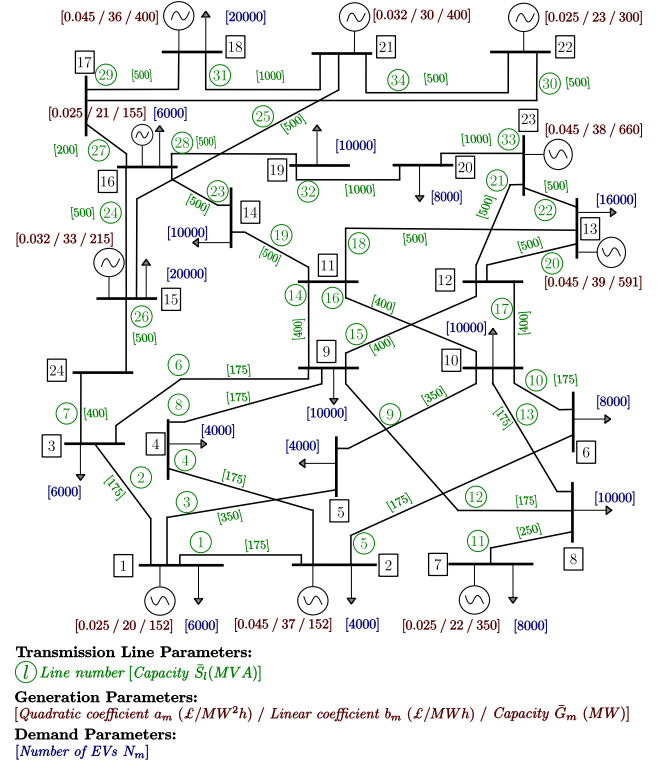 [0.045 / 36 / 400] [20000] [0.032 / 30 / 400] [0.025 / 23 / 300]
18 21 22
17
29 [500] 31 [1000] 34 [500] 30 [500]
[0.025 / 21 / 155] [6000] 25 [500] 23
[200] 27 28 [500] [10000] [1000] 33 [0.045 / 38 / 660]
16 19 32 [1000] 20 [8000] 21 [500] [16000]
[500] 24 23 [500] 14 [500] 22 13
[0.032 / 33 / 215] [10000] 19 [500] 18 [500] [500] 20
[20000] 11 12 [0.045 / 39 / 591]
15 14 16 [400] 17 [400]
26 [500] [400] 15 [400] [10000]
24 6 [175] 9 10 10 [175]
7 [400] 8 [175] [10000] [350] 9 [175] 13 [8000]
3 4 [4000] [4000] 6
[6000] 2 [175] 4 [175] 5 [175] 12 [175] [10000]
3 [350] [250] 8
1 1 [175] 2 5 7 11
[0.025 / 20 / 152] [6000] [0.045 / 37 / 152] [4000] [0.025 / 22 / 350] [8000]
Transmission Line Parameters:
l Line number [Capacity S̄ₗ(MVA)]
Generation Parameters:
[Quadratic coefficient aₘ (£/MW²h) / Linear coefficient bₘ (£/MWh) / Capacity Ḡₘ (MW)]
Demand Parameters:
[Number of EVs Nₘ]